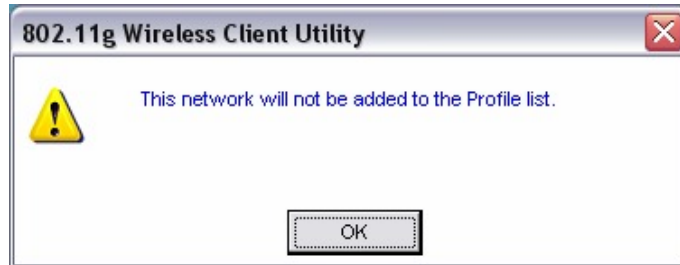 802.11g Wireless Client Utility
This network will not be added to the Profile list.
OK